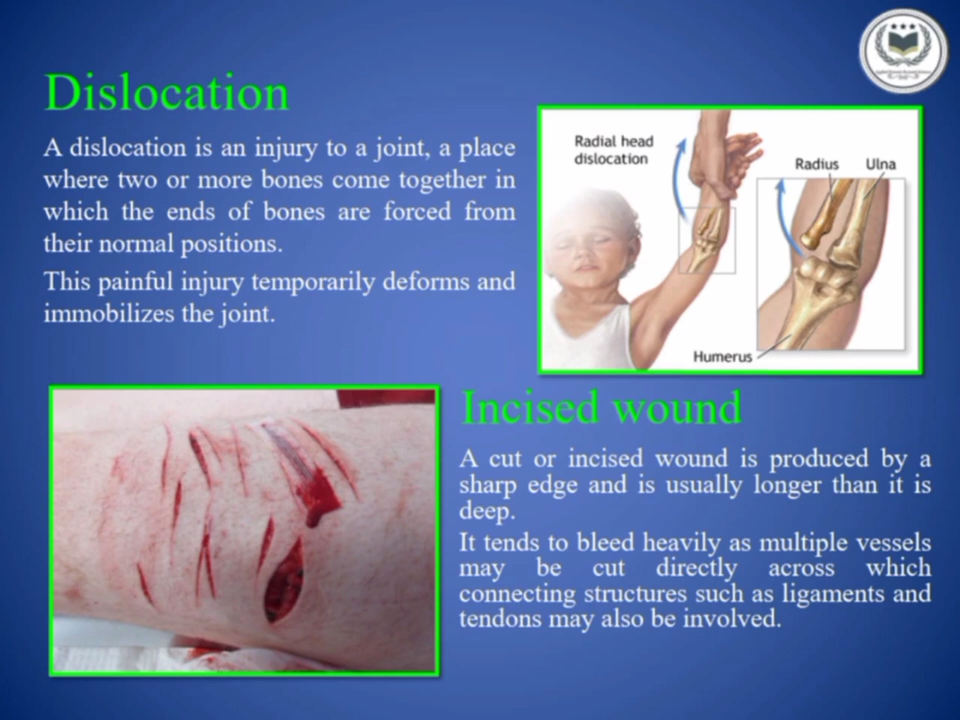 Dislocation
A dislocation is an injury to a joint, a place
where two or more bones come together in
which the ends of bones are forced from
their normal positions.
This painful injury temporarily deforms and
immobilizes the joint.
Radial head
dislocation
Radius
Ulna
Humerus
Incised wound
A cut or incised wound is produced by a
sharp edge and is usually longer than it is
deep.
It tends to bleed heavily as multiple vessels
may be cut directly across which
connecting structures such as ligaments and
tendons may also be involved.